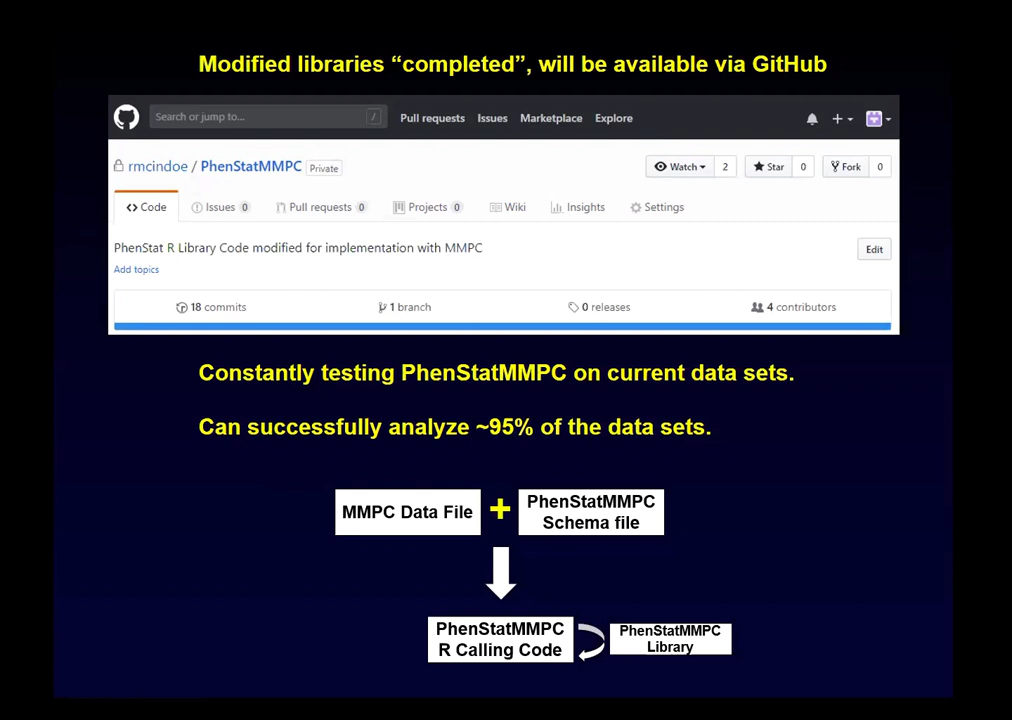 Modified libraries “completed”, will be available via GitHub
Search or jump to... /
Pull requests Issues Marketplace Explore
rmcindoe / PhenStatMMPC Private
Watch 2 Star 0 Fork 0
Code Issues 0 Pull requests 0 Projects 0 Wiki Insights Settings
PhenStat R Library Code modified for implementation with MMPC
Edit
Add topics
18 commits 1 branch 0 releases 4 contributors
Constantly testing PhenStatMMPC on current data sets.
Can successfully analyze ~95% of the data sets.
MMPC Data File
+
PhenStatMMPC
Schema file
PhenStatMMPC
R Calling Code
PhenStatMMPC
Library